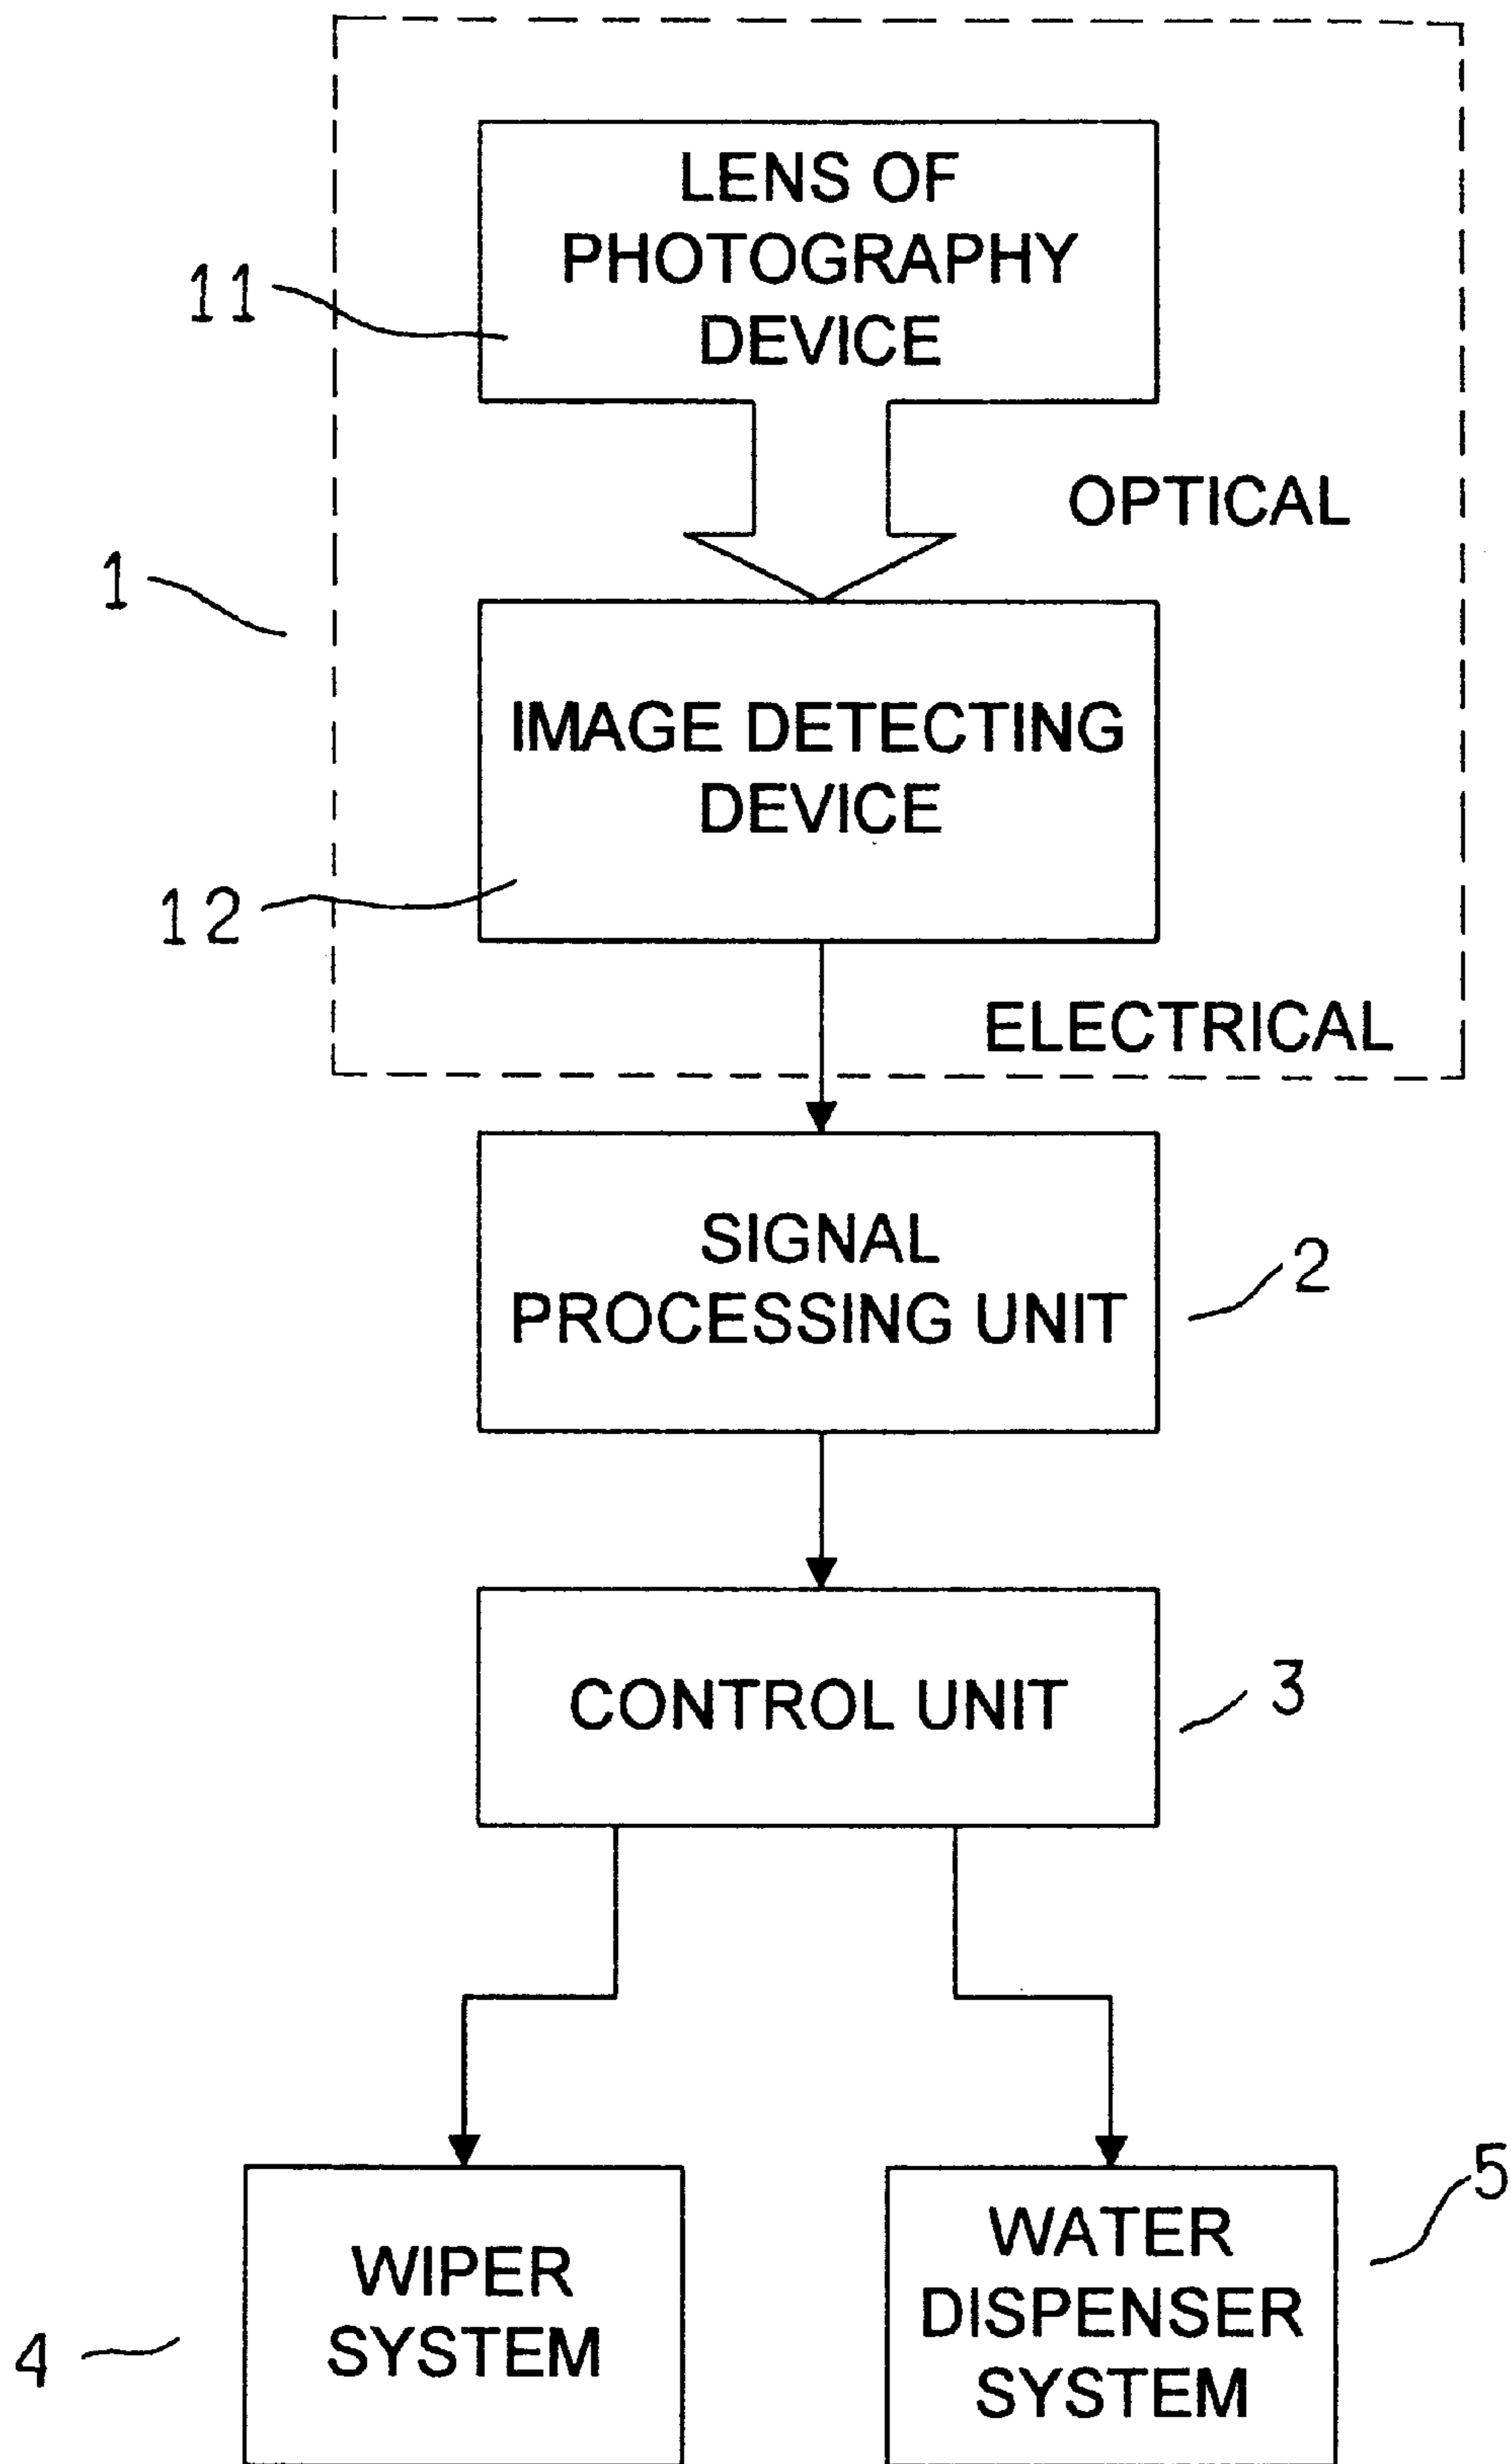 LENS OF
PHOTOGRAPHY
DEVICE
11
OPTICAL
1
IMAGE DETECTING
DEVICE
12
ELECTRICAL
SIGNAL
PROCESSING UNIT
2
CONTROL UNIT
3
WIPER
SYSTEM
4
WATER
DISPENSER
SYSTEM
5